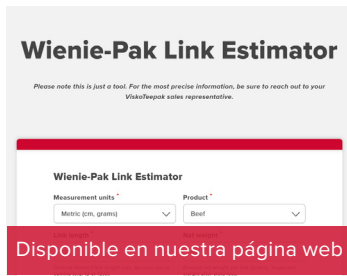 Wienie-Pak Link Estimator
Please note this is just a tool. For the most precise information, be sure to reach out to your
ViskoTeepak sales representative.
Wienie-Pak Link Estimator
Measurement units * Product *
Metric (cm, grams) Beef
Disponible en nuestra página web